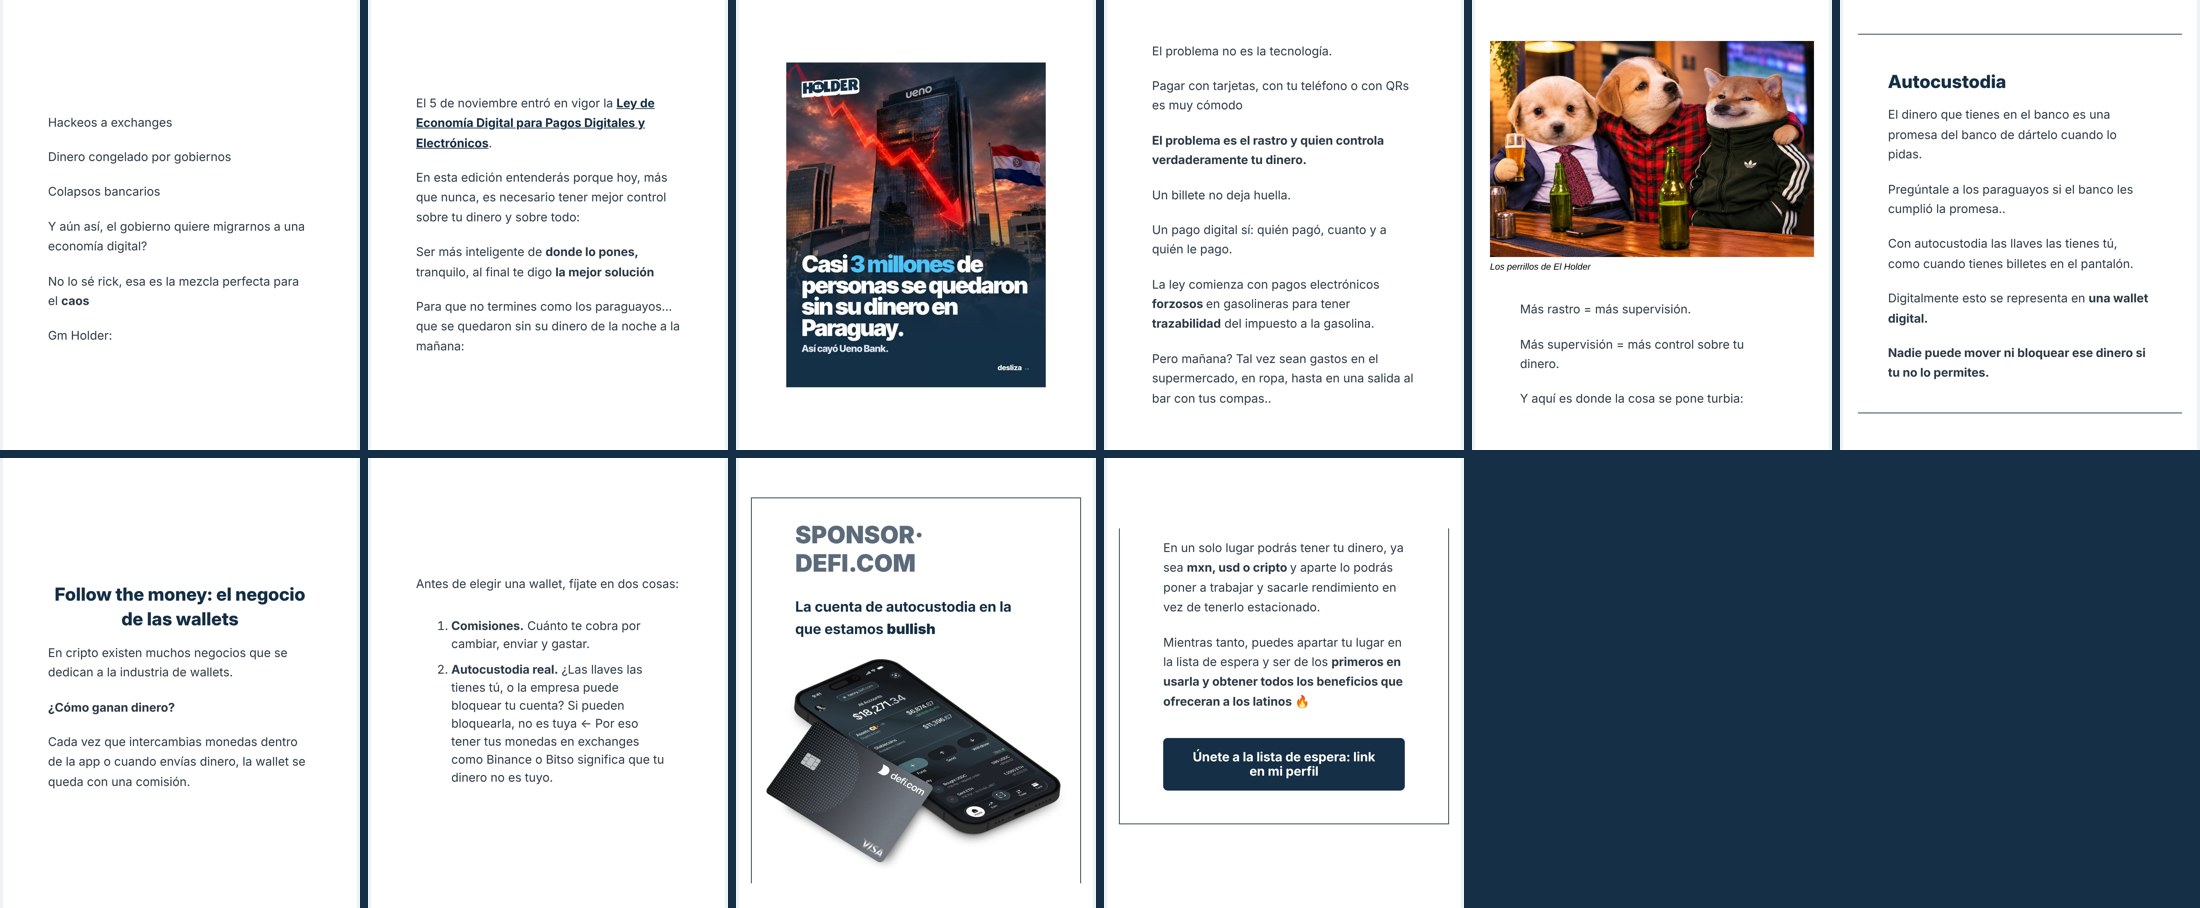 Hackeos a exchanges
Dinero congelado por gobiernos
Colapsos bancarios
Y aún así, el gobierno quiere migrarnos a una
economía digital?
No lo sé rick, esa es la mezcla perfecta para
el caos
Gm Holder:
El 5 de noviembre entró en vigor la Ley de
Economía Digital para Pagos Digitales y
Electrónicos.
En esta edición entenderás porque hoy, más
que nunca, es necesario tener mejor control
sobre tu dinero y sobre todo:
Ser más inteligente de donde lo pones,
tranquilo, al final te digo la mejor solución
Para que no termines como los paraguayos...
que se quedaron sin su dinero de la noche a la
mañana:
HOLDER
ueno
Casi 3 millones de
personas se quedaron
sin su dinero en
Paraguay.
Así cayó Ueno Bank.
desliza →
El problema no es la tecnología.
Pagar con tarjetas, con tu teléfono o con QRs
es muy cómodo
El problema es el rastro y quien controla
verdaderamente tu dinero.
Un billete no deja huella.
Un pago digital sí: quién pagó, cuanto y a
quién le pago.
La ley comienza con pagos electrónicos
forzosos en gasolineras para tener
trazabilidad del impuesto a la gasolina.
Pero mañana? Tal vez sean gastos en el
supermercado, en ropa, hasta en una salida al
bar con tus compas..
Los perrillos de El Holder
Más rastro = más supervisión.
Más supervisión = más control sobre tu
dinero.
Y aquí es donde la cosa se pone turbia:
Autocustodia
El dinero que tienes en el banco es una
promesa del banco de dártelo cuando lo
pidas.
Pregúntale a los paraguayos si el banco les
cumplió la promesa..
Con autocustodia las llaves las tienes tú,
como cuando tienes billetes en el pantalón.
Digitalmente esto se representa en una wallet
digital.
Nadie puede mover ni bloquear ese dinero si
tu no lo permites.
Follow the money: el negocio
de las wallets
En cripto existen muchos negocios que se
dedican a la industria de wallets.
¿Cómo ganan dinero?
Cada vez que intercambias monedas dentro
de la app o cuando envías dinero, la wallet se
queda con una comisión.
Antes de elegir una wallet, fíjate en dos cosas:
1. Comisiones. Cuánto te cobra por
cambiar, enviar y gastar.
2. Autocustodia real. ¿Las llaves las
tienes tú, o la empresa puede
bloquear tu cuenta? Si pueden
bloquearla, no es tuya ← Por eso
tener tus monedas en exchanges
como Binance o Bitso significa que tu
dinero no es tuyo.
SPONSOR·
DEFI.COM
La cuenta de autocustodia en la
que estamos bullish
$18,271.34
defi.com
VISA
En un solo lugar podrás tener tu dinero, ya
sea mxn, usd o cripto y aparte lo podrás
poner a trabajar y sacarle rendimiento en
vez de tenerlo estacionado.
Mientras tanto, puedes apartar tu lugar en
la lista de espera y ser de los primeros en
usarla y obtener todos los beneficios que
ofreceran a los latinos 🔥
Únete a la lista de espera: link
en mi perfil